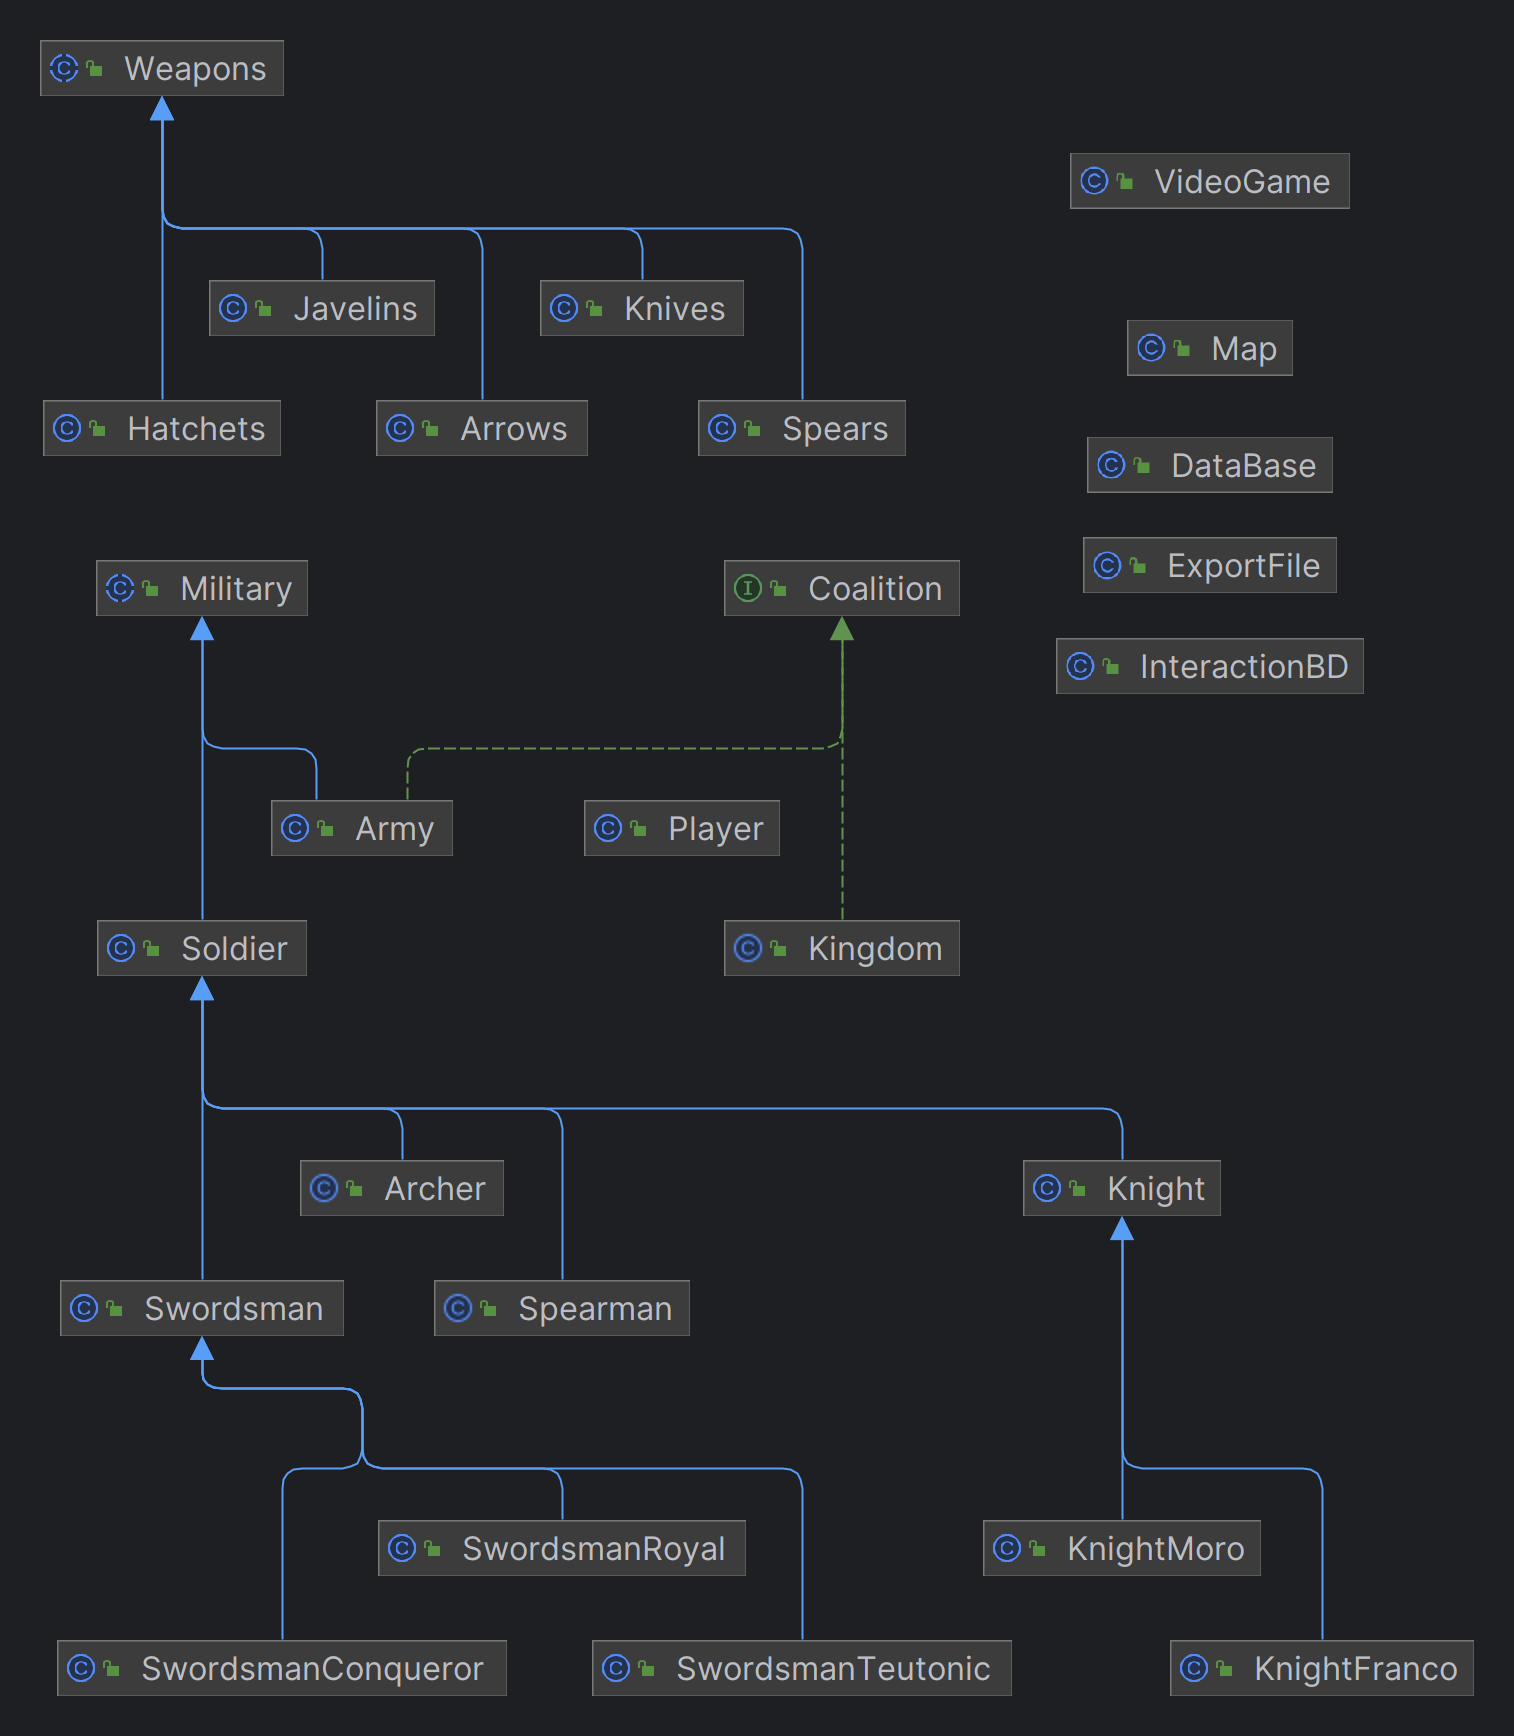 Weapons
VideoGame
Javelins
Knives
Map
Hatchets
Arrows
Spears
DataBase
ExportFile
Military
Coalition
InteractionBD
Army
Player
Soldier
Kingdom
Archer
Knight
Swordsman
Spearman
SwordsmanRoyal
KnightMoro
SwordsmanConqueror
SwordsmanTeutonic
KnightFranco